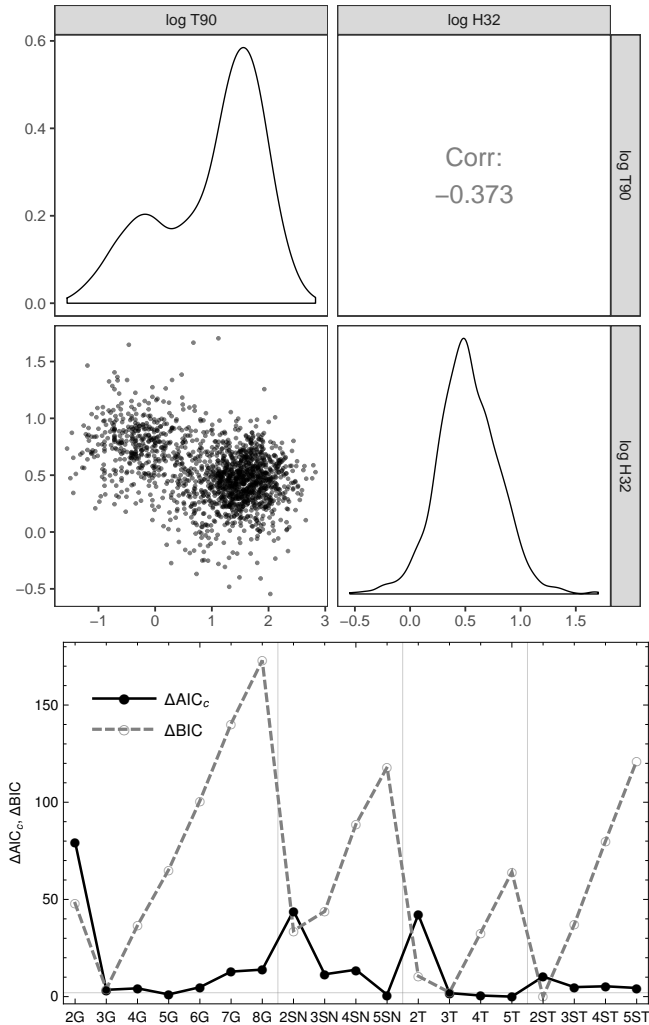 log T90
log H32
0.6
0.4
0.2
0.0
Corr:
−0.373
log T90
1.5
1.0
0.5
0.0
−0.5
log H32
−1 0 1 2 3
−0.5 0.0 0.5 1.0 1.5
ΔAICc, ΔBIC
150
100
50
0
ΔAICc
ΔBIC
2G 3G 4G 5G 6G 7G 8G 2SN 3SN 4SN 5SN 2T 3T 4T 5T 2ST 3ST 4ST 5ST